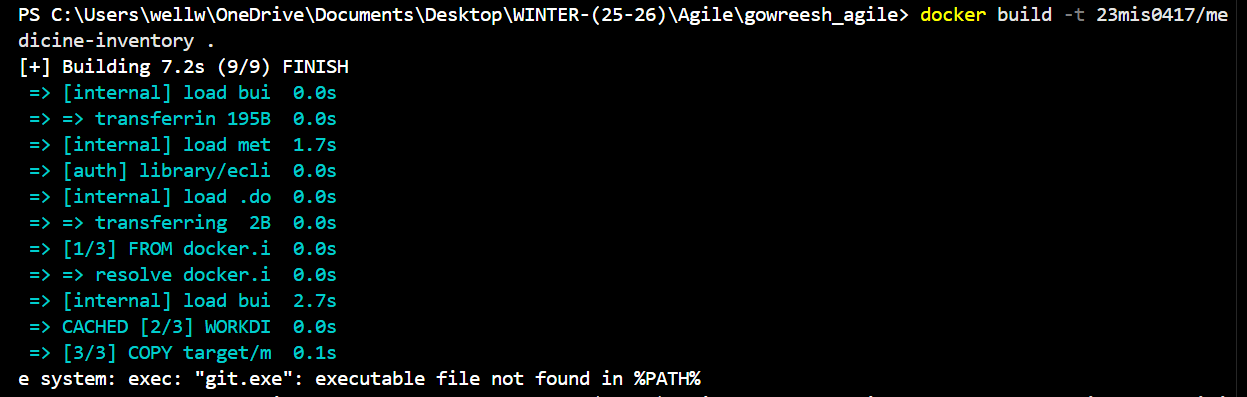 PS C:\Users\wellw\OneDrive\Documents\Desktop\WINTER-(25-26)\Agile\gowreesh_agile> docker build -t 23mis0417/me
dicine-inventory .
[+] Building 7.2s (9/9) FINISH
=> [internal] load bui 0.0s
=> => transferrin 195B 0.0s
=> [internal] load met 1.7s
=> [auth] library/ecli 0.0s
=> [internal] load .do 0.0s
=> => transferring 2B 0.0s
=> [1/3] FROM docker.i 0.0s
=> => resolve docker.i 0.0s
=> [internal] load bui 2.7s
=> CACHED [2/3] WORKDI 0.0s
=> [3/3] COPY target/m 0.1s
e system: exec: "git.exe": executable file not found in %PATH%